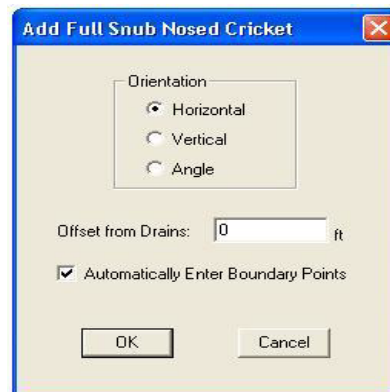 Add Full Snub Nosed Cricket
Orientation
Horizontal
Vertical
Angle
Offset from Drains: 0 ft
Automatically Enter Boundary Points
OK Cancel